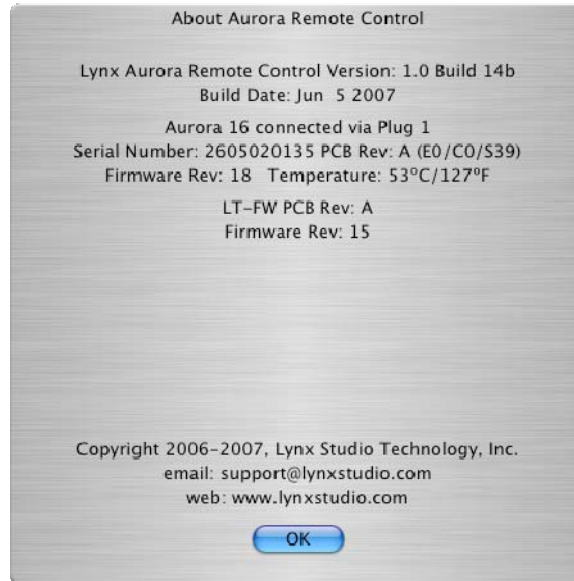 About Aurora Remote Control
Lynx Aurora Remote Control Version: 1.0 Build 14b
Build Date: Jun 5 2007
Aurora 16 connected via Plug 1
Serial Number: 2605020135 PCB Rev: A (E0/C0/S39)
Firmware Rev: 18 Temperature: 53ºC/127ºF
LT-FW PCB Rev: A
Firmware Rev: 15
Copyright 2006-2007, Lynx Studio Technology, Inc.
email: support@lynxstudio.com
web: www.lynxstudio.com
OK